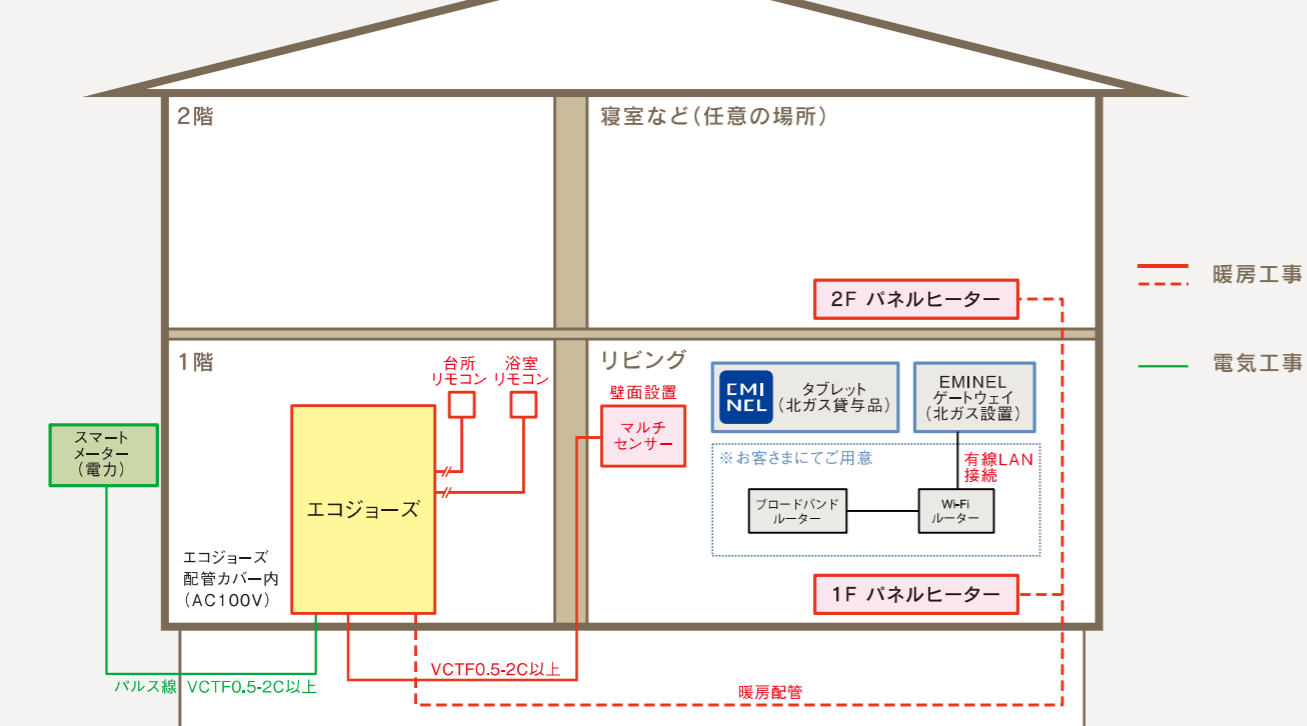 2階
寝室など(任意の場所)
2F パネルヒーター
暖房工事
電気工事
1階
台所
リモコン
浴室
リモコン
リビング
壁面設置
マルチ
センサー
EMI
NEL
タブレット
(北ガス貸与品)
EMINEL
ゲートウェイ
(北ガス設置)
スマート
メーター
(電力)
エコジョーズ
※お客さまにてご用意
有線LAN
接続
ブロードバンド
ルーター
Wi-Fi
ルーター
エコジョーズ
配管カバー内
(AC100V)
1F パネルヒーター
パルス線 VCTF0.5-2C以上
VCTF0.5-2C以上
暖房配管